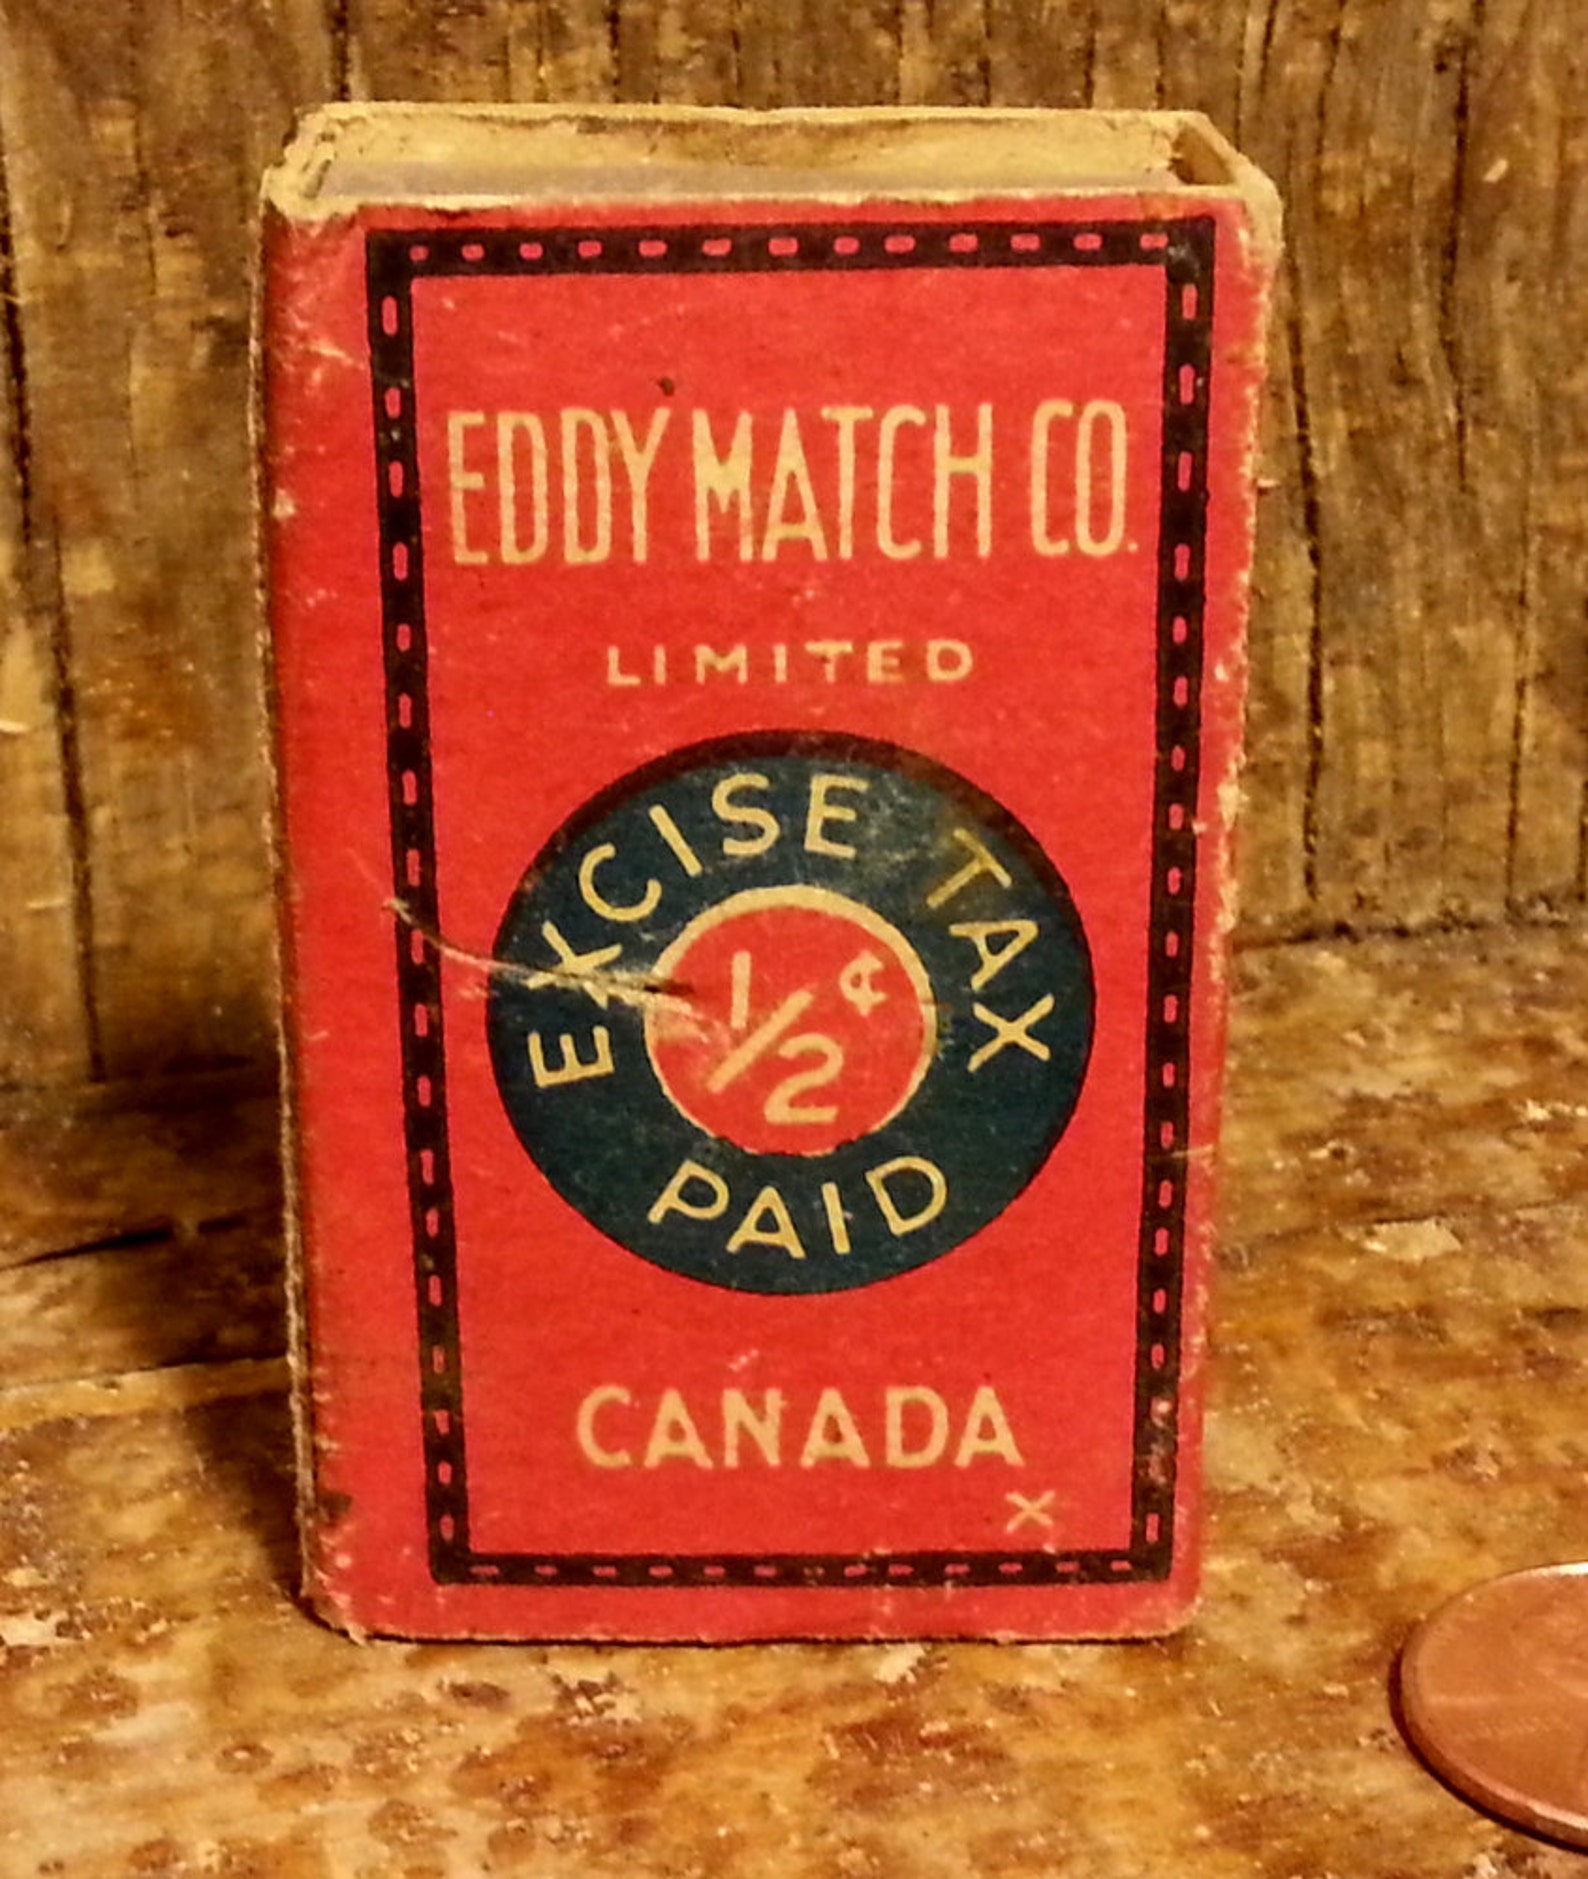 EDDY MATCH CO.
LIMITED
EXCISE TAX
1/2¢
PAID
CANADA
X